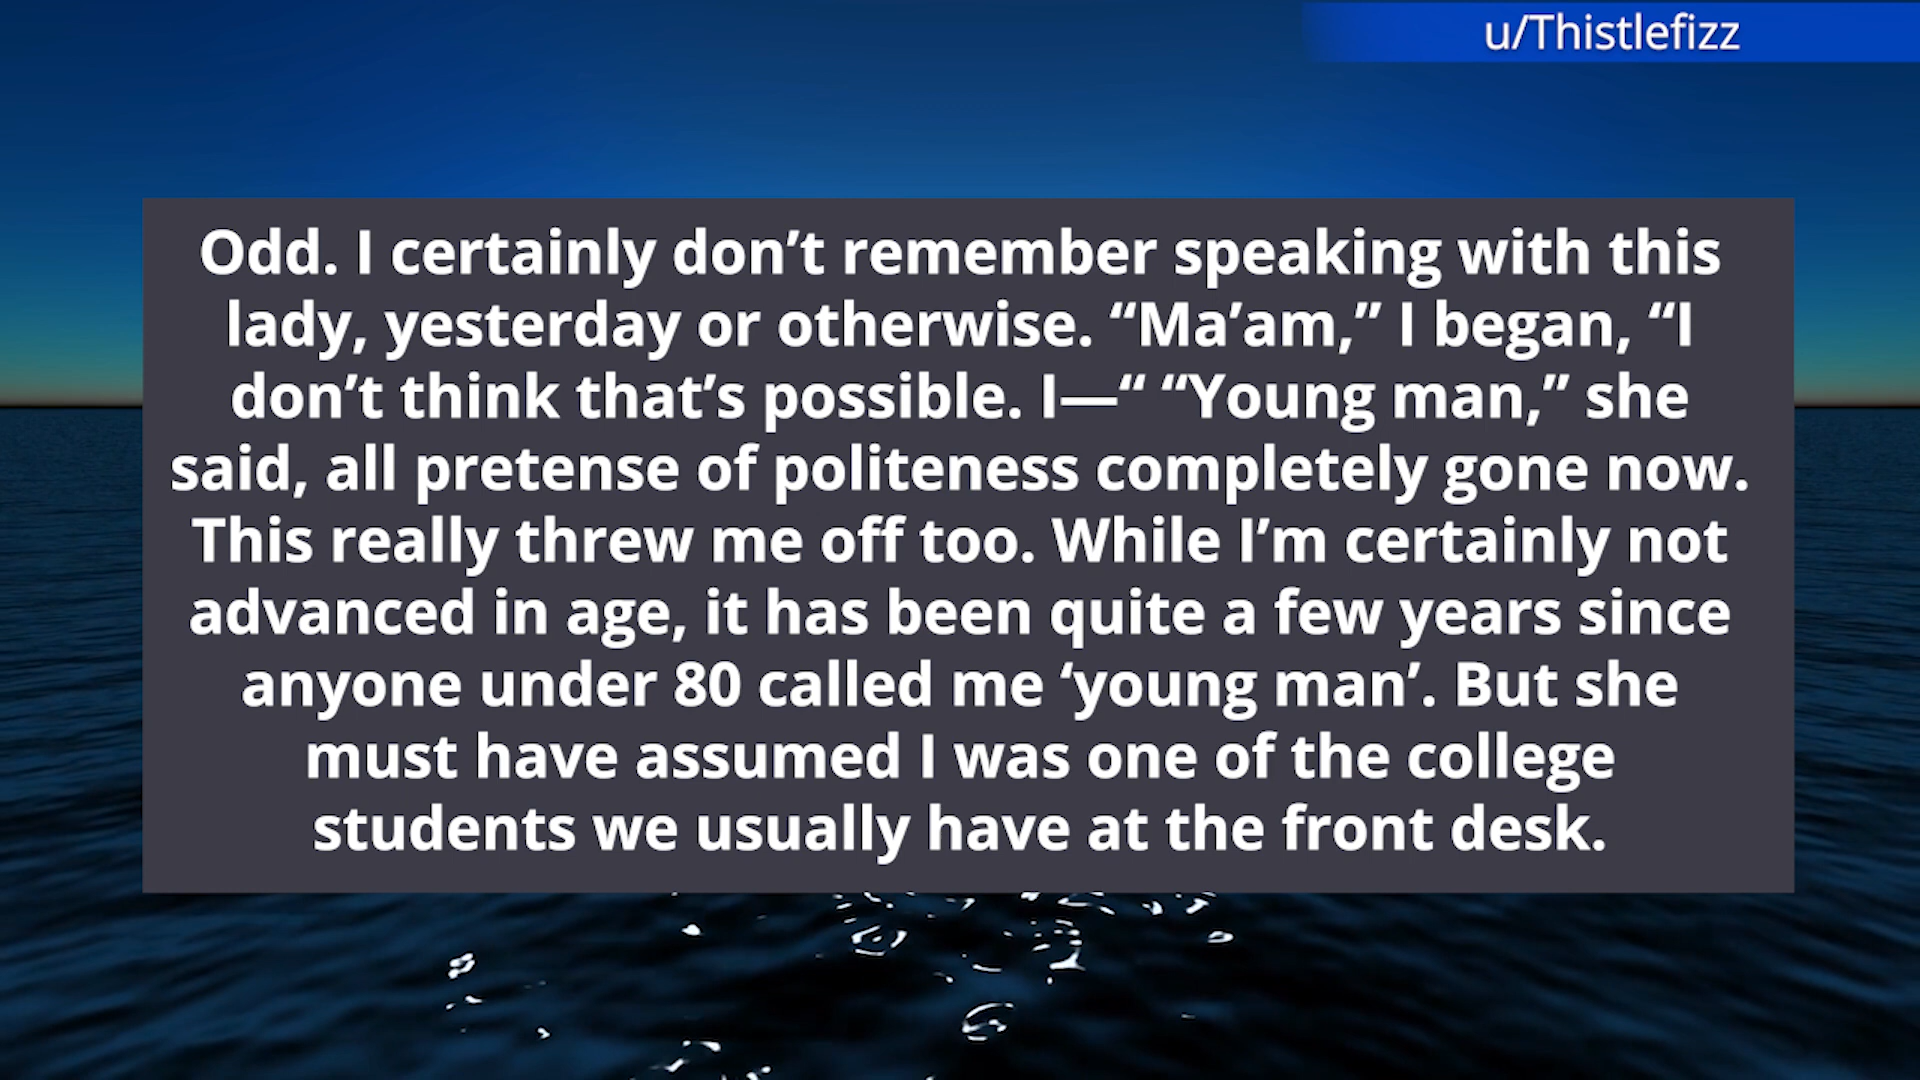 u/Thistlefizz
Odd. I certainly don’t remember speaking with this
lady, yesterday or otherwise. “Ma’am,” I began, “I
don’t think that’s possible. I—“ “Young man,” she
said, all pretense of politeness completely gone now.
This really threw me off too. While I’m certainly not
advanced in age, it has been quite a few years since
anyone under 80 called me ‘young man’. But she
must have assumed I was one of the college
students we usually have at the front desk.